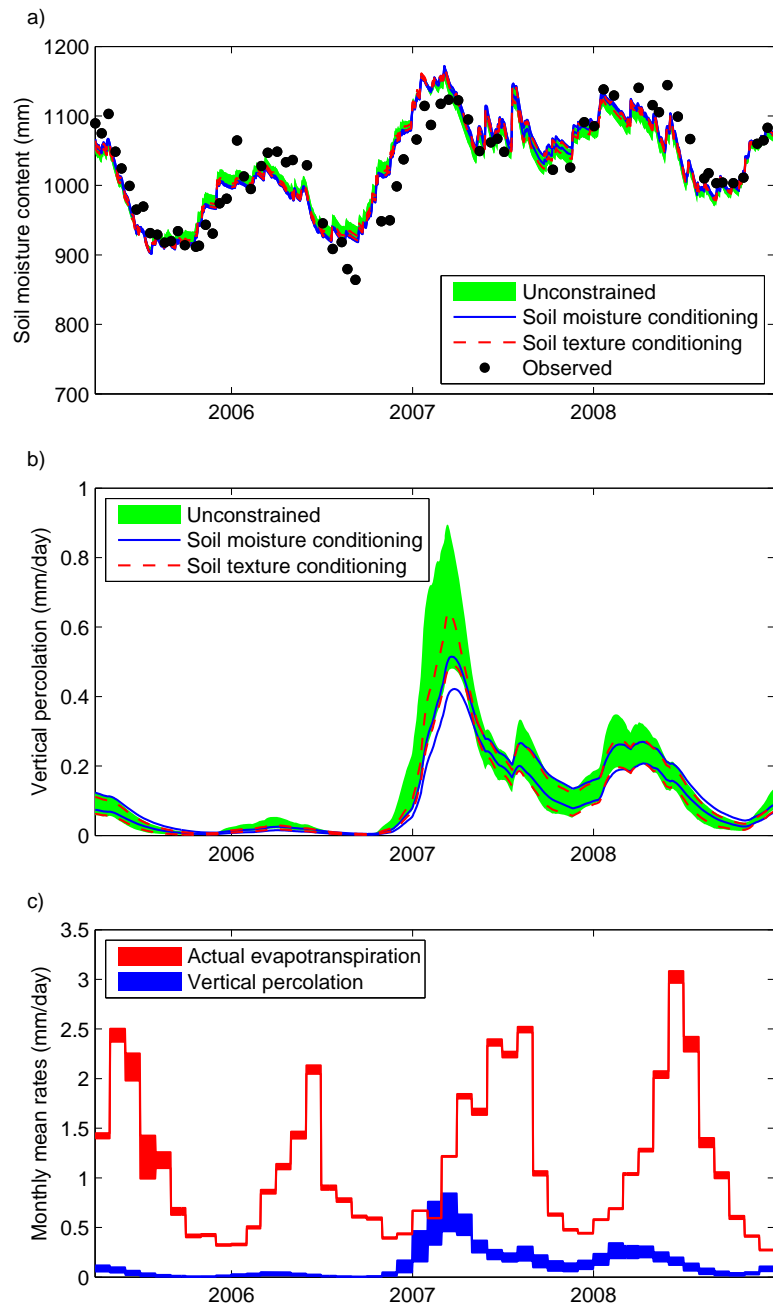 a)
Soil moisture content (mm)
1200
1100
1000
900
800
700
Unconstrained
Soil moisture conditioning
Soil texture conditioning
Observed
2006
2007
2008
b)
Vertical percolation (mm/day)
1
0.8
0.6
0.4
0.2
0
Unconstrained
Soil moisture conditioning
Soil texture conditioning
2006
2007
2008
c)
Monthly mean rates (mm/day)
3.5
3
2.5
2
1.5
1
0.5
0
Actual evapotranspiration
Vertical percolation
2006
2007
2008